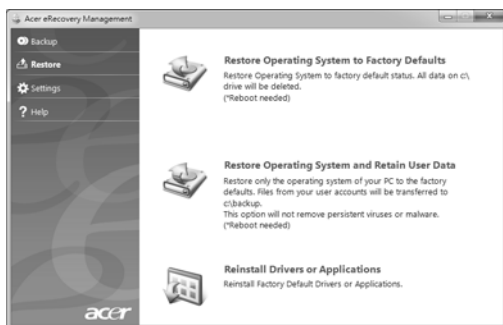 Acer eRecovery Management
Backup
Restore
Settings
Help
Restore Operating System to Factory Defaults
Restore Operating System to factory default status. All data on c:\
drive will be deleted.
(*Reboot needed)
Restore Operating System and Retain User Data
Restore only the operating system of your PC to the factory
defaults. Files from your user accounts will be transferred to
c:\backup.
This option will not remove persistent viruses or malware.
(*Reboot needed)
Reinstall Drivers or Applications
Reinstall Factory Default Drivers or Applications.
acer